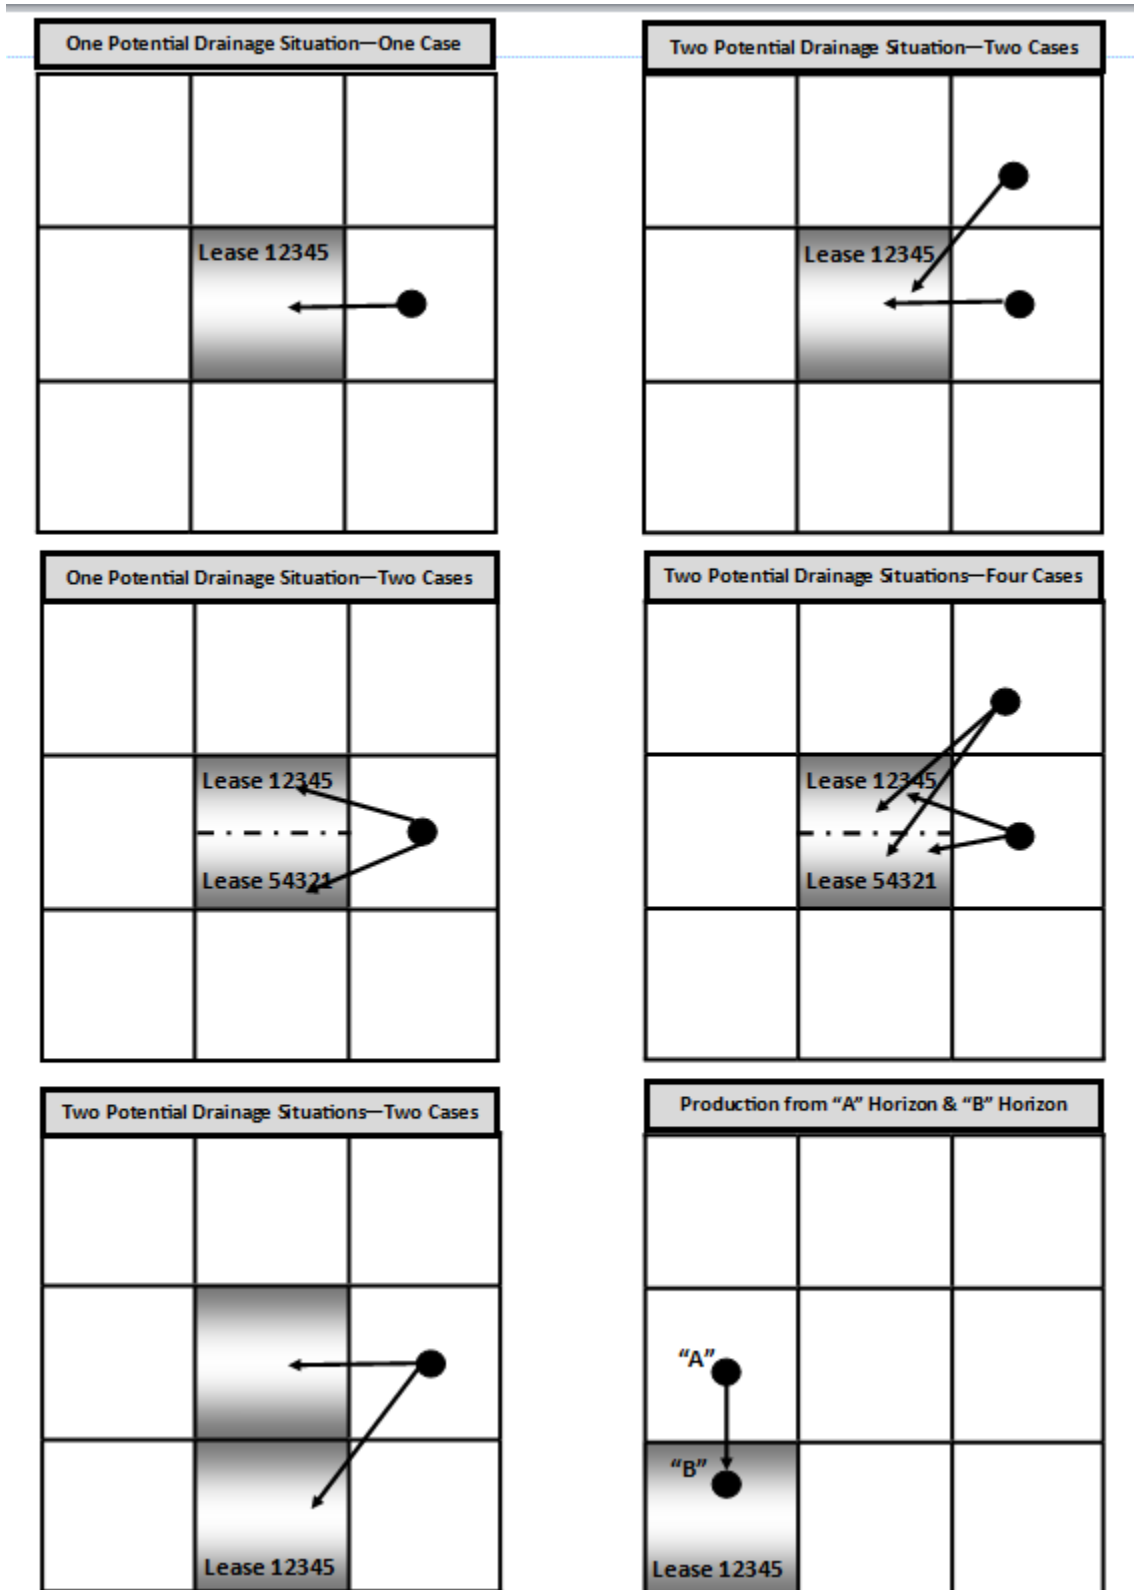 One Potential Drainage Situation—One Case
Two Potential Drainage Situation—Two Cases
Lease 12345
Lease 12345
One Potential Drainage Situation—Two Cases
Two Potential Drainage Situations—Four Cases
Lease 12345
Lease 54321
Lease 12345
Lease 54321
Two Potential Drainage Situations—Two Cases
Production from “A” Horizon & “B” Horizon
Lease 12345
“A”
“B”
Lease 12345